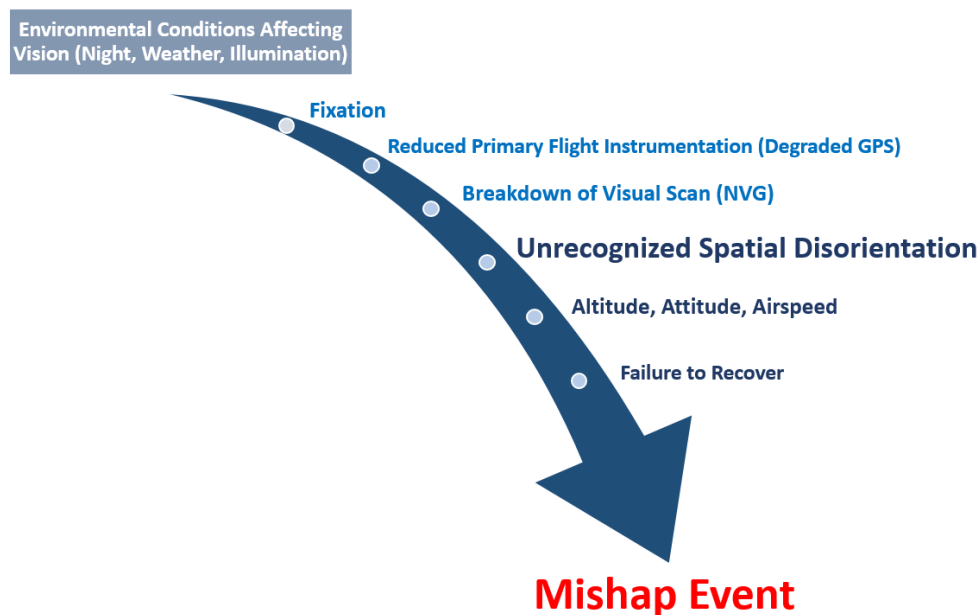 Environmental Conditions Affecting
Vision (Night, Weather, Illumination)
Fixation
Reduced Primary Flight Instrumentation (Degraded GPS)
Breakdown of Visual Scan (NVG)
Unrecognized Spatial Disorientation
Altitude, Attitude, Airspeed
Failure to Recover
Mishap Event